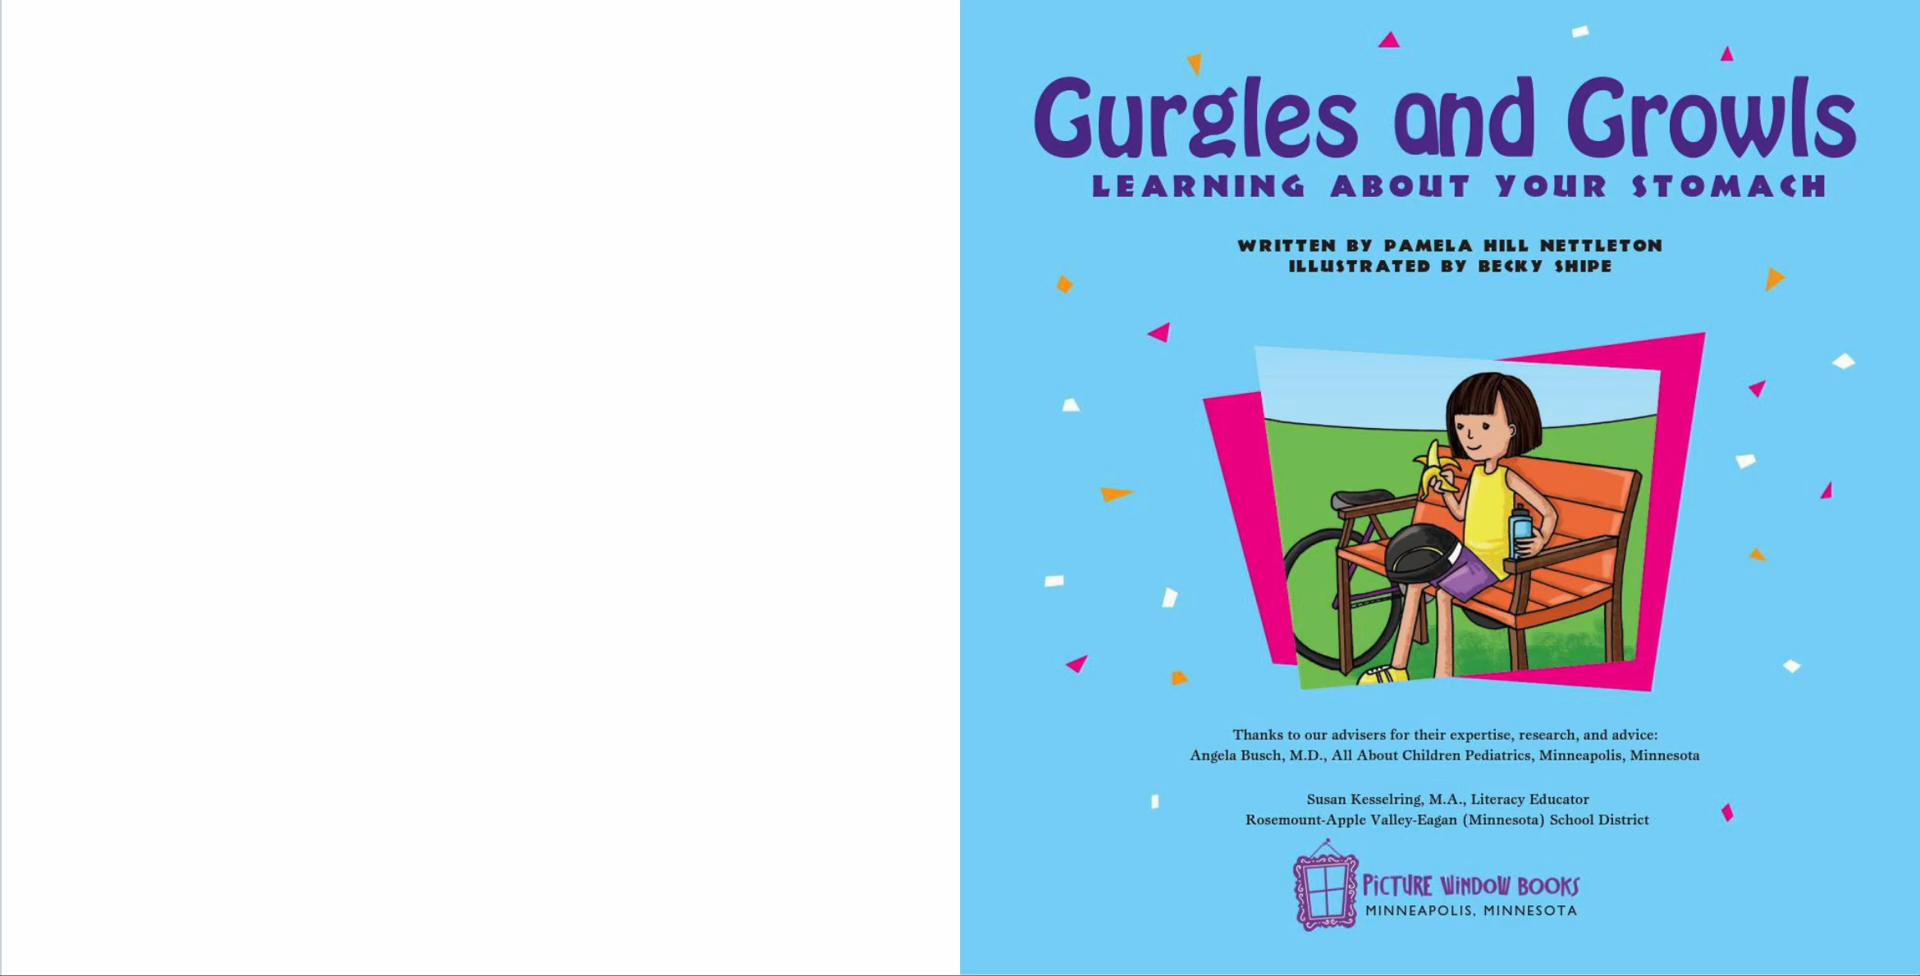 Gurgles and Growls
LEARNING ABOUT YOUR STOMACH
WRITTEN BY PAMELA HILL NETTLETON
ILLUSTRATED BY BECKY SHIPE
Thanks to our advisers for their expertise, research, and advice:
Angela Busch, M.D., All About Children Pediatrics, Minneapolis, Minnesota
Susan Kesselring, M.A., Literacy Educator
Rosemount-Apple Valley-Eagan (Minnesota) School District
PiCTURE WiNDOW BOOKS
MINNEAPOLIS, MINNESOTA